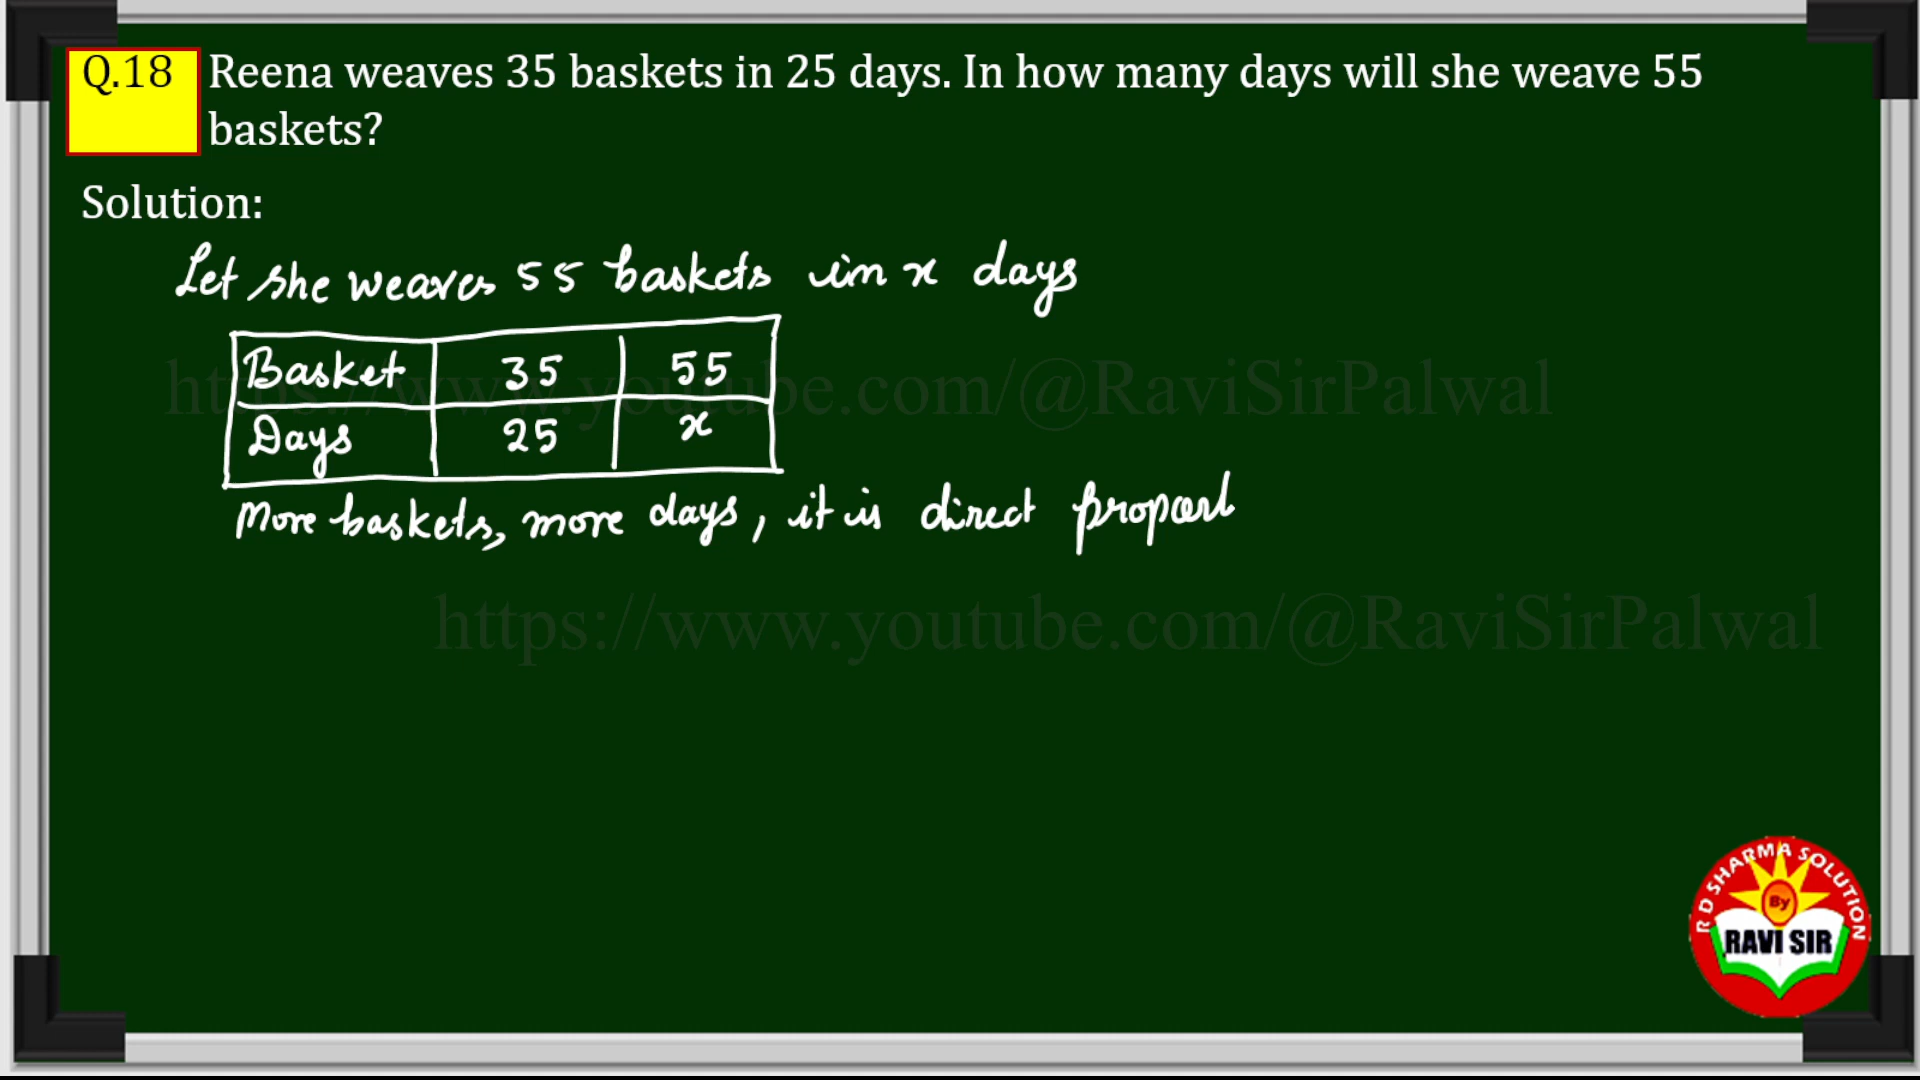 Q.18 Reena weaves 35 baskets in 25 days. In how many days will she weave 55
baskets?
Solution:
Let she weaves 55 baskets in x days
Basket 35 55
Days 25 x
More baskets, more days, it is direct proport
https://www.youtube.com/@RaviSirPalwal
https://www.youtube.com/@RaviSirPalwal
R D SHARMA SOLUTION
By
RAVI SIR